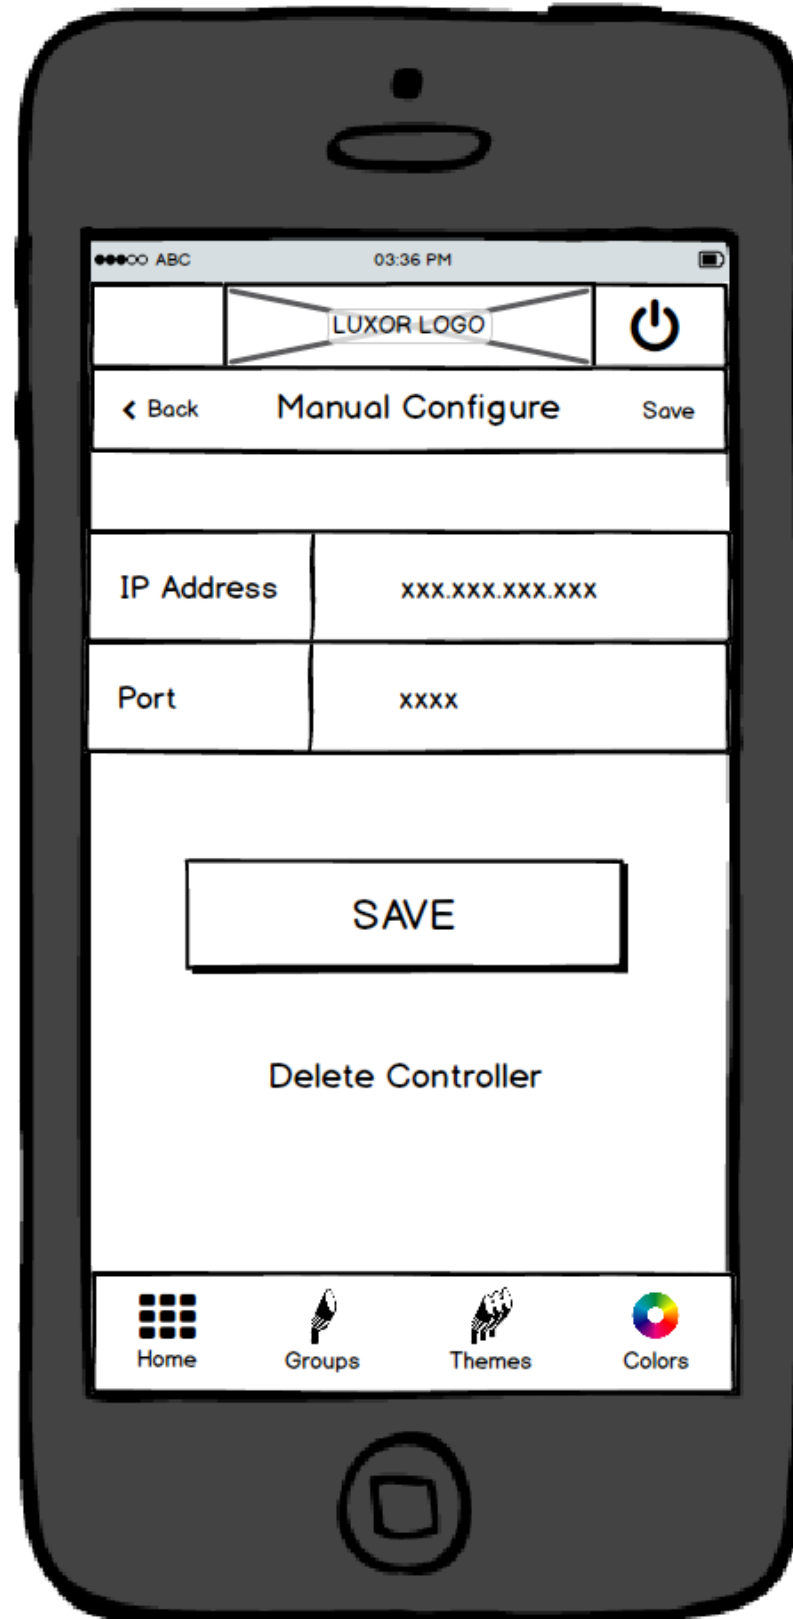 ABC 03:36 PM
LUXOR LOGO
Back Manual Configure Save
IP Address xxx.xxx.xxx.xxx
Port xxxx
SAVE
Delete Controller
Home Groups Themes Colors